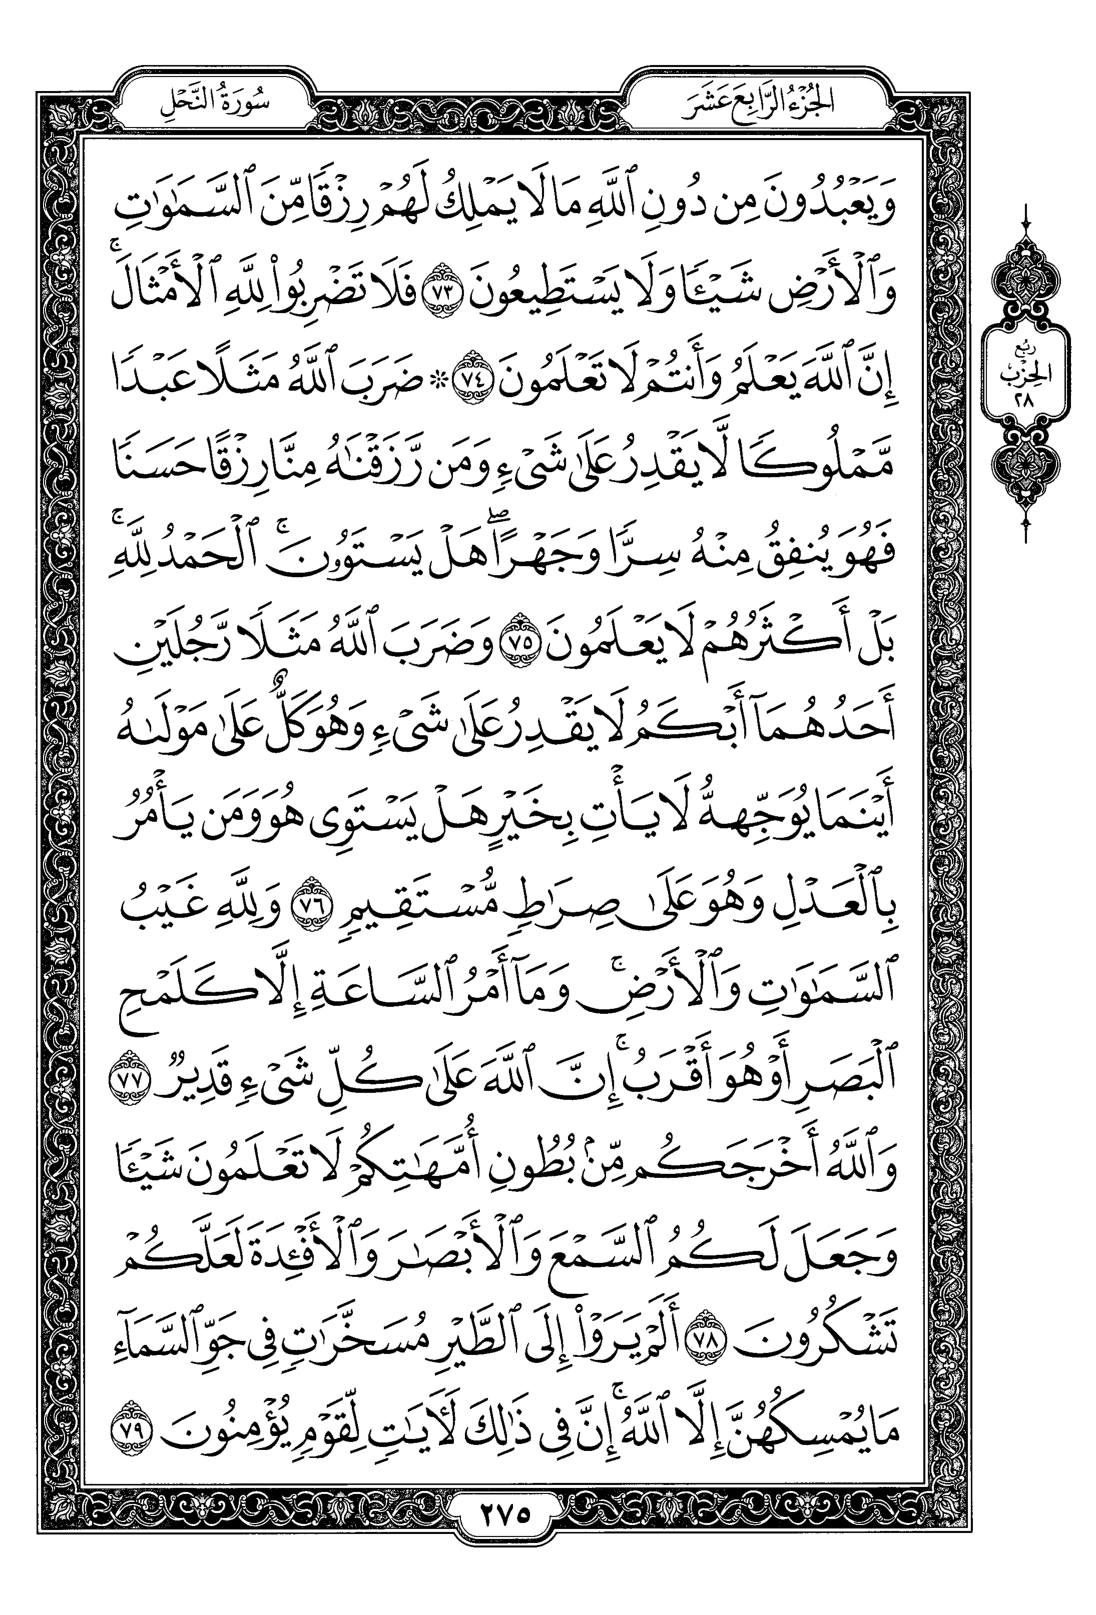 الجُزْءُ الرَّابِعَ عَشَرَ
سُورَةُ النَّحْلِ
وَيَعْبُدُونَ مِن دُونِ ٱللَّهِ مَا لَا يَمْلِكُ لَهُمْ رِزْقًا مِّنَ ٱلسَّمَٰوَٰتِ
وَٱلْأَرْضِ شَيْـًٔا وَلَا يَسْتَطِيعُونَ ٧٣ فَلَا تَضْرِبُوا۟ لِلَّهِ ٱلْأَمْثَالَ ۚ
إِنَّ ٱللَّهَ يَعْلَمُ وَأَنتُمْ لَا تَعْلَمُونَ ٧٤ * ضَرَبَ ٱللَّهُ مَثَلًا عَبْدًا
مَّمْلُوكًا لَّا يَقْدِرُ عَلَىٰ شَىْءٍ وَمَن رَّزَقْنَٰهُ مِنَّا رِزْقًا حَسَنًا
فَهُوَ يُنفِقُ مِنْهُ سِرًّا وَجَهْرًا ۖ هَلْ يَسْتَوُۥنَ ۚ ٱلْحَمْدُ لِلَّهِ ۚ
بَلْ أَكْثَرُهُمْ لَا يَعْلَمُونَ ٧٥ وَضَرَبَ ٱللَّهُ مَثَلًا رَّجُلَيْنِ
أَحَدُهُمَآ أَبْكَمُ لَا يَقْدِرُ عَلَىٰ شَىْءٍ وَهُوَ كَلٌّ عَلَىٰ مَوْلَىٰهُ
أَيْنَمَا يُوَجِّههُّ لَا يَأْتِ بِخَيْرٍ هَلْ يَسْتَوِى هُوَ وَمَن يَأْمُرُ
بِٱلْعَدْلِ وَهُوَ عَلَىٰ صِرَٰطٍ مُّسْتَقِيمٍ ٧٦ وَلِلَّهِ غَيْبُ
ٱلسَّمَٰوَٰتِ وَٱلْأَرْضِ ۚ وَمَآ أَمْرُ ٱلسَّاعَةِ إِلَّا كَلَمْحِ
ٱلْبَصَرِ أَوْ هُوَ أَقْرَبُ ۚ إِنَّ ٱللَّهَ عَلَىٰ كُلِّ شَىْءٍ قَدِيرٌ ٧٧
وَٱللَّهُ أَخْرَجَكُم مِّنۢ بُطُونِ أُمَّهَٰتِكُمْ لَا تَعْلَمُونَ شَيْـًٔا
وَجَعَلَ لَكُمُ ٱلسَّمْعَ وَٱلْأَبْصَٰرَ وَٱلْأَفْـِٔدَةَ لَعَلَّكُمْ
تَشْكُرُونَ ٧٨ أَلَمْ يَرَوْا۟ إِلَى ٱلطَّيْرِ مُسَخَّرَٰتٍ فِى جَوِّ ٱلسَّمَآءِ
مَا يُمْسِكُهُنَّ إِلَّا ٱللَّهُ ۚ إِنَّ فِى ذَٰلِكَ لَـَٔايَٰتٍ لِّقَوْمٍ يُؤْمِنُونَ ٧٩
٢٧٥
رُبْع
الحِزْب
٢٨